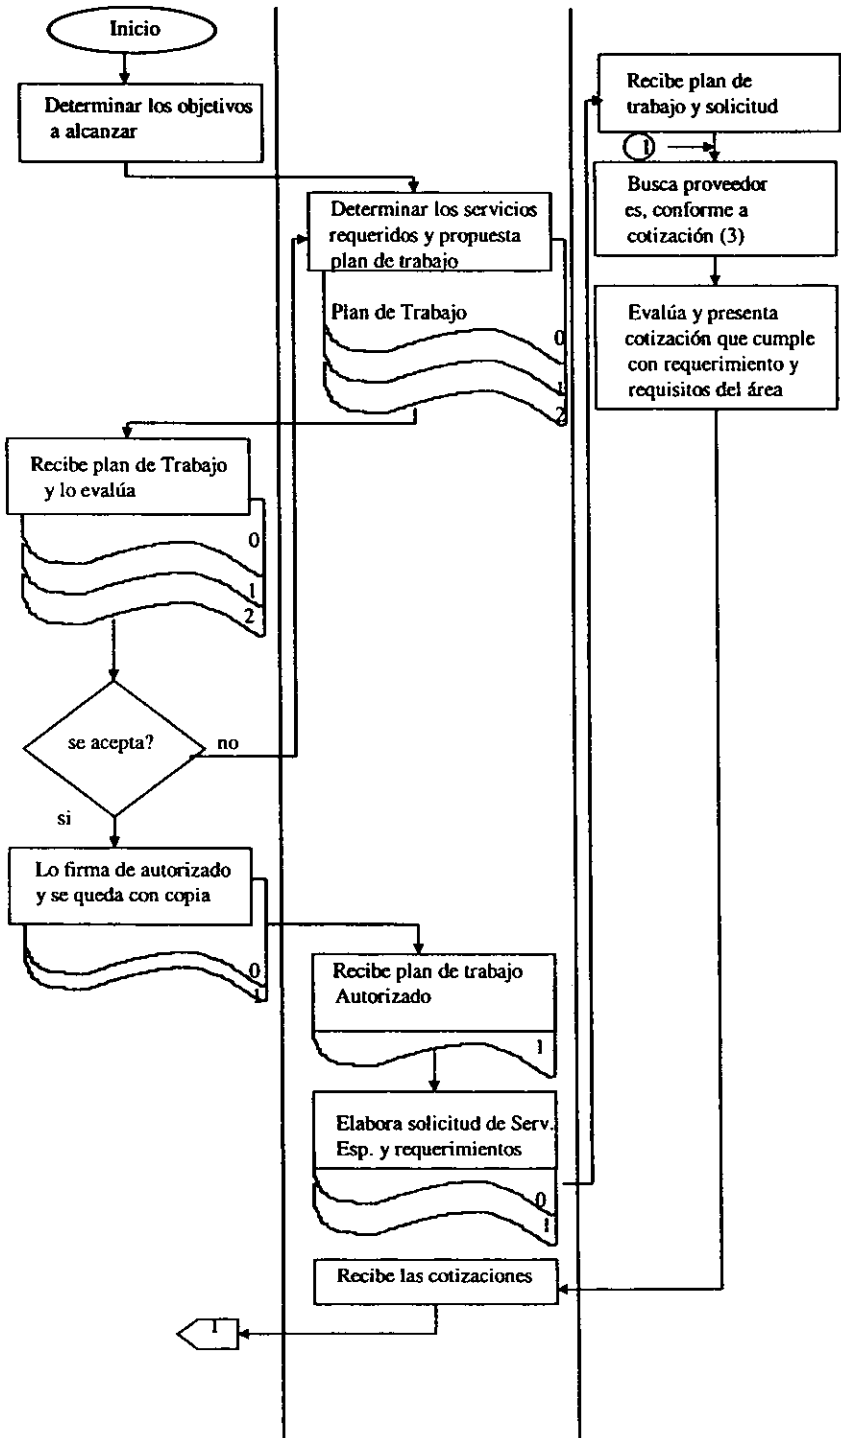 Inicio
Determinar los objetivos
a alcanzar
Determinar los servicios
requeridos y propuesta
plan de trabajo
Plan de Trabajo
0
1
2
Recibe plan de Trabajo
y lo evalúa
0
1
2
se acepta?
no
si
Lo firma de autorizado
y se queda con copia
0
1
Recibe plan de trabajo
Autorizado
1
Elabora solicitud de Serv.
Esp. y requerimientos
0
1
Recibe plan de
trabajo y solicitud
1
Busca proveedor
es, conforme a
cotización (3)
Evalúa y presenta
cotización que cumple
con requerimiento y
requisitos del área
Recibe las cotizaciones
1